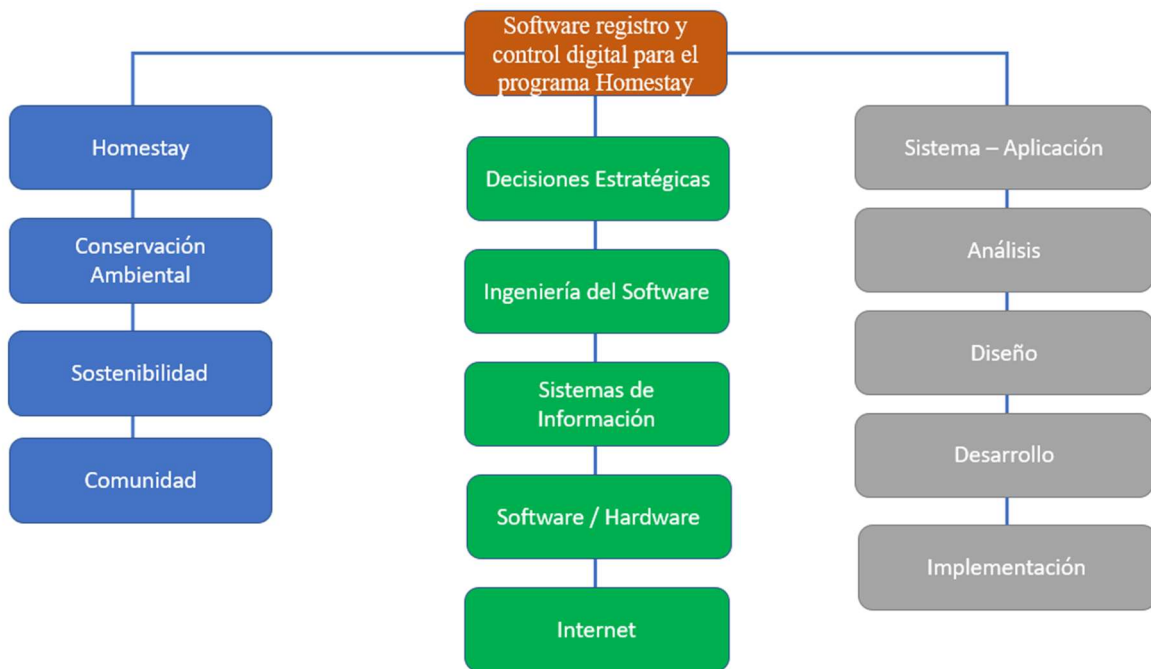 Software registro y
control digital para el
programa Homestay
Homestay
Conservación
Ambiental
Sostenibilidad
Comunidad
Decisiones Estratégicas
Ingeniería del Software
Sistemas de
Información
Software / Hardware
Internet
Sistema – Aplicación
Análisis
Diseño
Desarrollo
Implementación